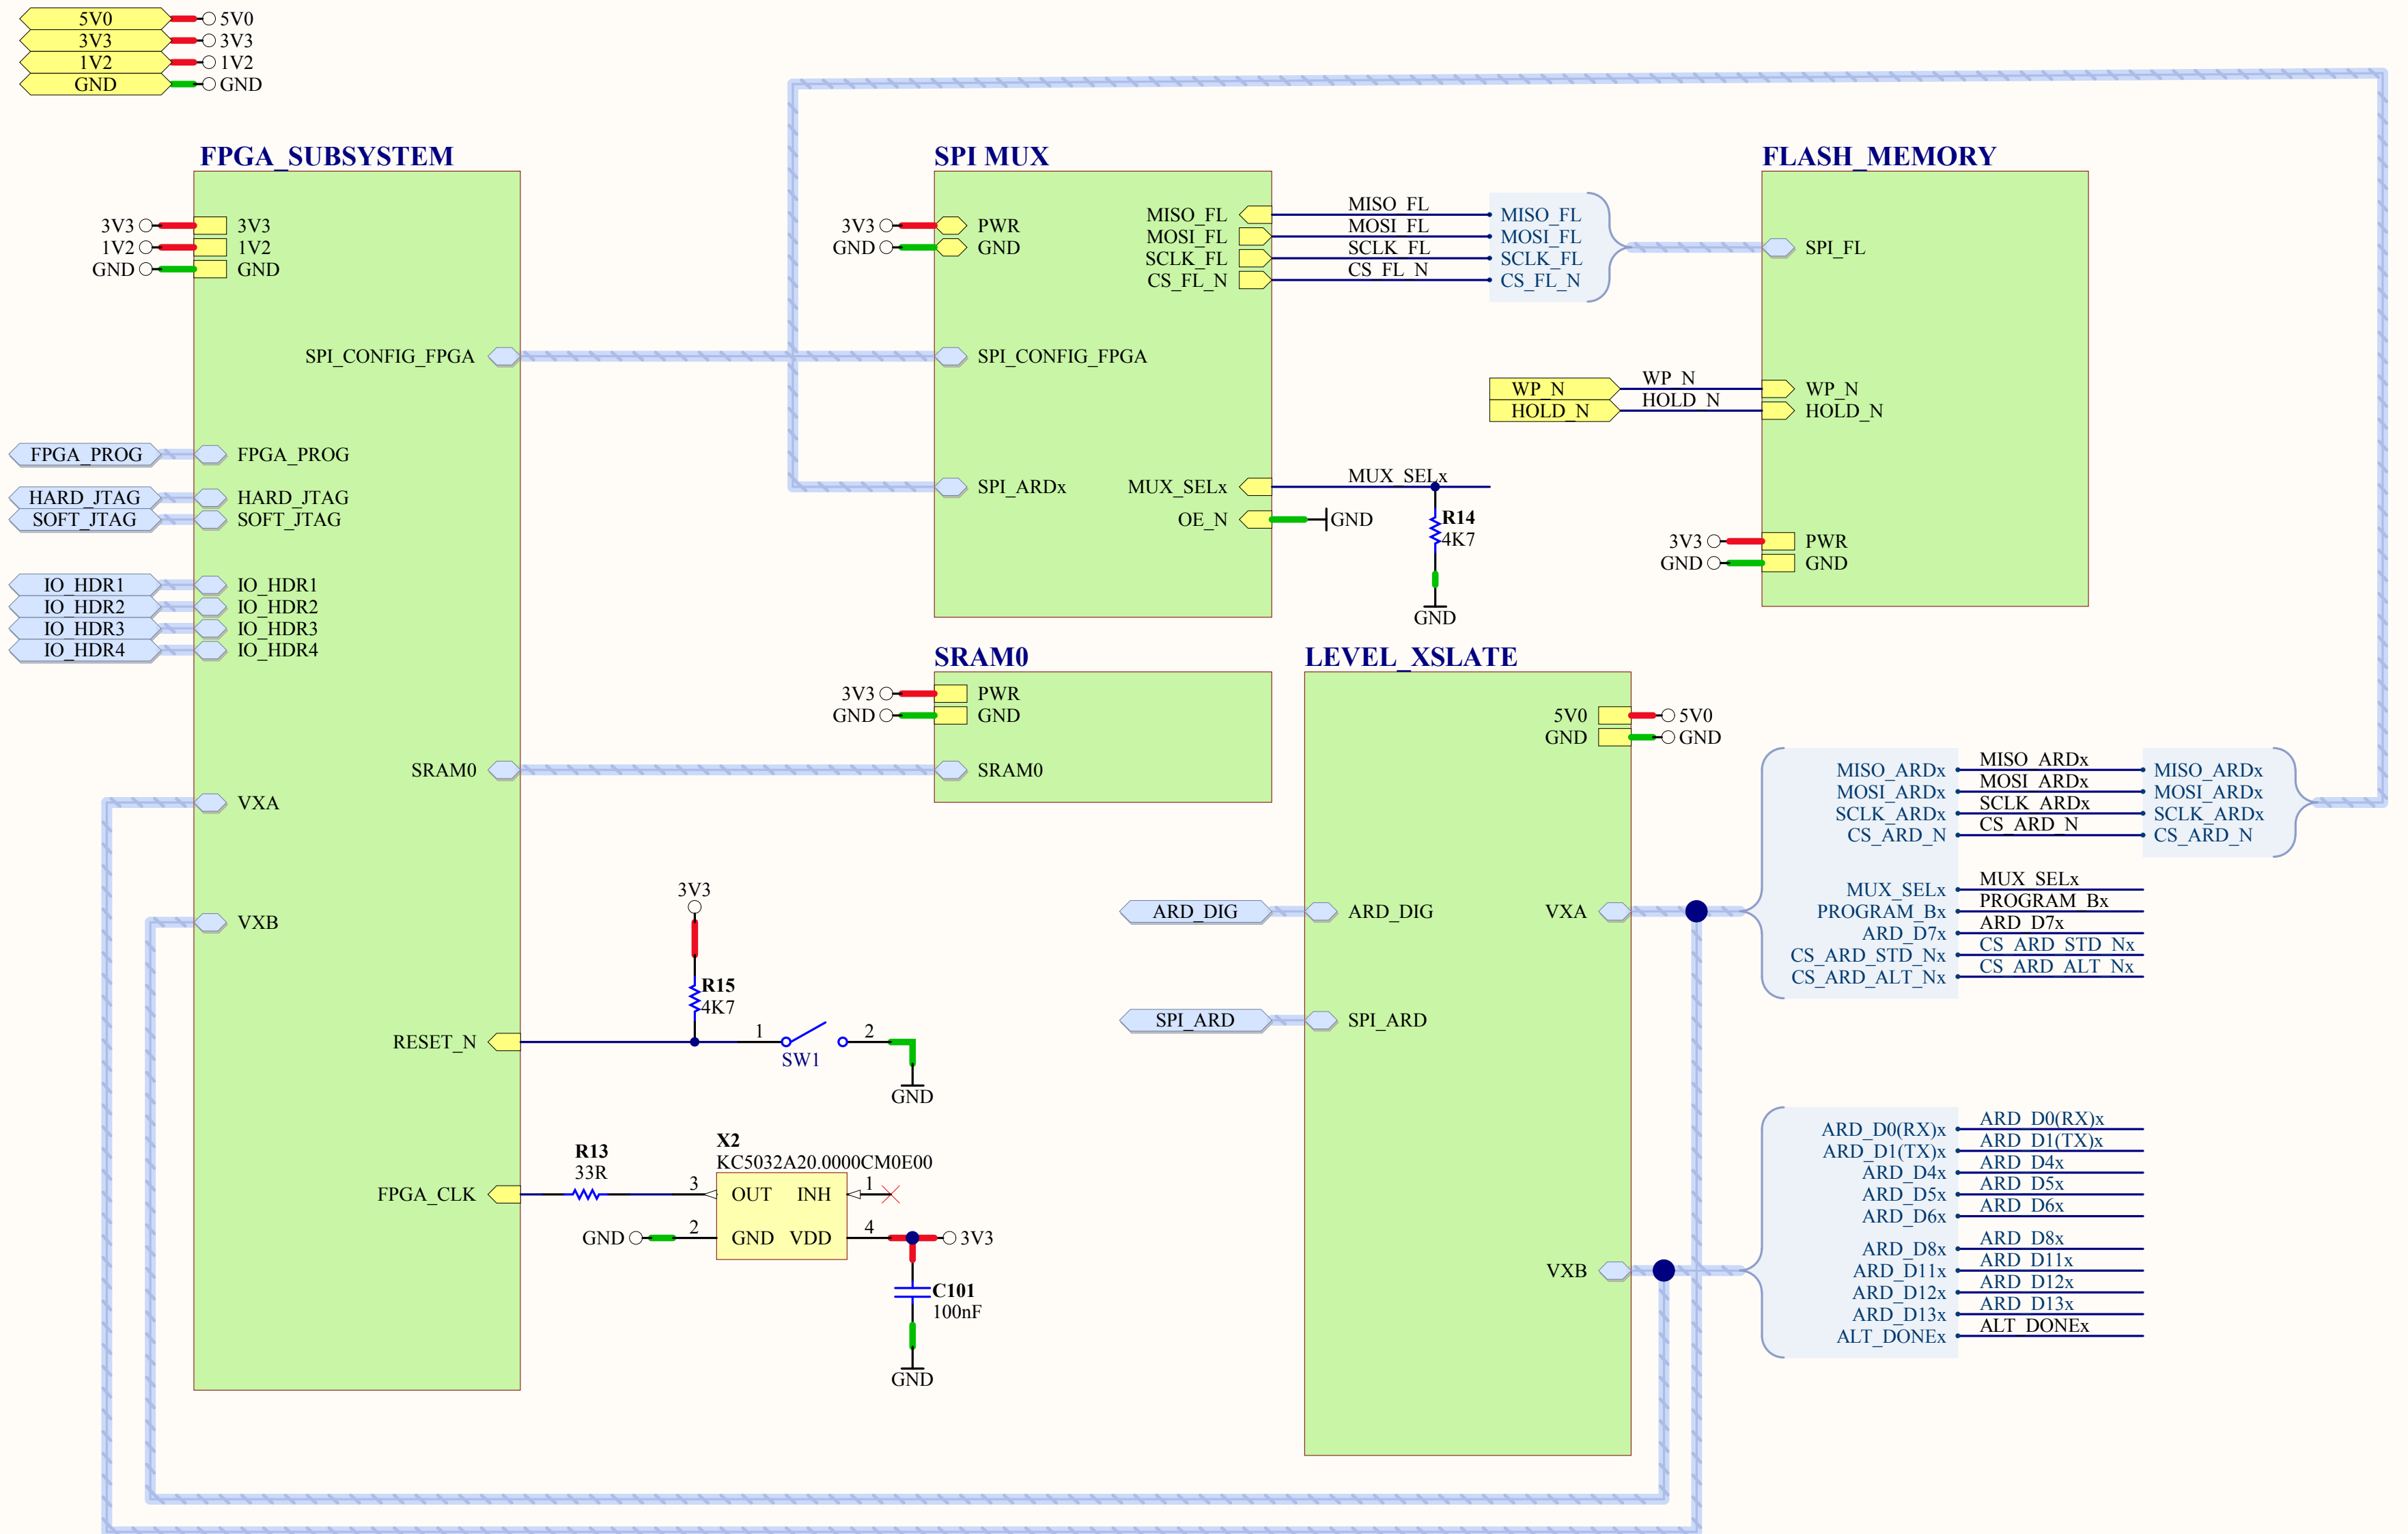 5V0 5V0
3V3 3V3
1V2 1V2
GND GND
FPGA_SUBSYSTEM
3V3 3V3
1V2 1V2
GND GND
SPI_CONFIG_FPGA
FPGA_PROG FPGA_PROG
HARD_JTAG HARD_JTAG
SOFT_JTAG SOFT_JTAG
IO_HDR1 IO_HDR1
IO_HDR2 IO_HDR2
IO_HDR3 IO_HDR3
IO_HDR4 IO_HDR4
SRAM0
VXA
VXB
RESET_N
FPGA_CLK
SPI MUX
3V3 PWR
GND GND
MISO_FL MISO_FL MISO_FL
MOSI_FL MOSI_FL MOSI_FL
SCLK_FL SCLK_FL SCLK_FL
CS_FL_N CS_FL_N CS_FL_N
SPI_CONFIG_FPGA
SPI_ARDx
MUX_SELx MUX_SELx
OE_N GND
R14
4K7
GND
FLASH_MEMORY
SPI_FL
WP_N WP_N WP_N
HOLD_N HOLD_N HOLD_N
3V3 PWR
GND GND
SRAM0
3V3 PWR
GND GND
SRAM0
3V3
R15
4K7
1 2
SW1
GND
R13
33R
X2
KC5032A20.0000CM0E00
3 OUT INH 1
GND 2 GND VDD 4 3V3
C101
100nF
GND
LEVEL_XSLATE
5V0 5V0
GND GND
ARD_DIG ARD_DIG
VXA
SPI_ARD SPI_ARD
VXB
MISO_ARDx MISO_ARDx MISO_ARDx
MOSI_ARDx MOSI_ARDx MOSI_ARDx
SCLK_ARDx SCLK_ARDx SCLK_ARDx
CS_ARD_N CS_ARD_N CS_ARD_N
MUX_SELx MUX_SELx
PROGRAM_Bx PROGRAM_Bx
ARD_D7x ARD_D7x
CS_ARD_STD_Nx CS_ARD_STD_Nx
CS_ARD_ALT_Nx CS_ARD_ALT_Nx
ARD_D0(RX)x ARD_D0(RX)x
ARD_D1(TX)x ARD_D1(TX)x
ARD_D4x ARD_D4x
ARD_D5x ARD_D5x
ARD_D6x ARD_D6x
ARD_D8x ARD_D8x
ARD_D11x ARD_D11x
ARD_D12x ARD_D12x
ARD_D13x ARD_D13x
ALT_DONEx ALT_DONEx